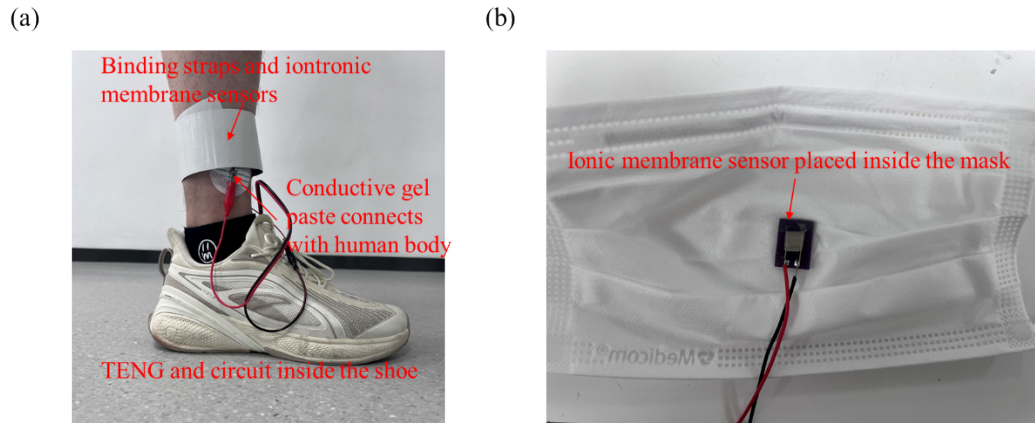 (a)
(b)
Binding straps and iontronic
membrane sensors
Conductive gel
paste connects
with human body
TENG and circuit inside the shoe
Ionic membrane sensor placed inside the mask
Medicom®